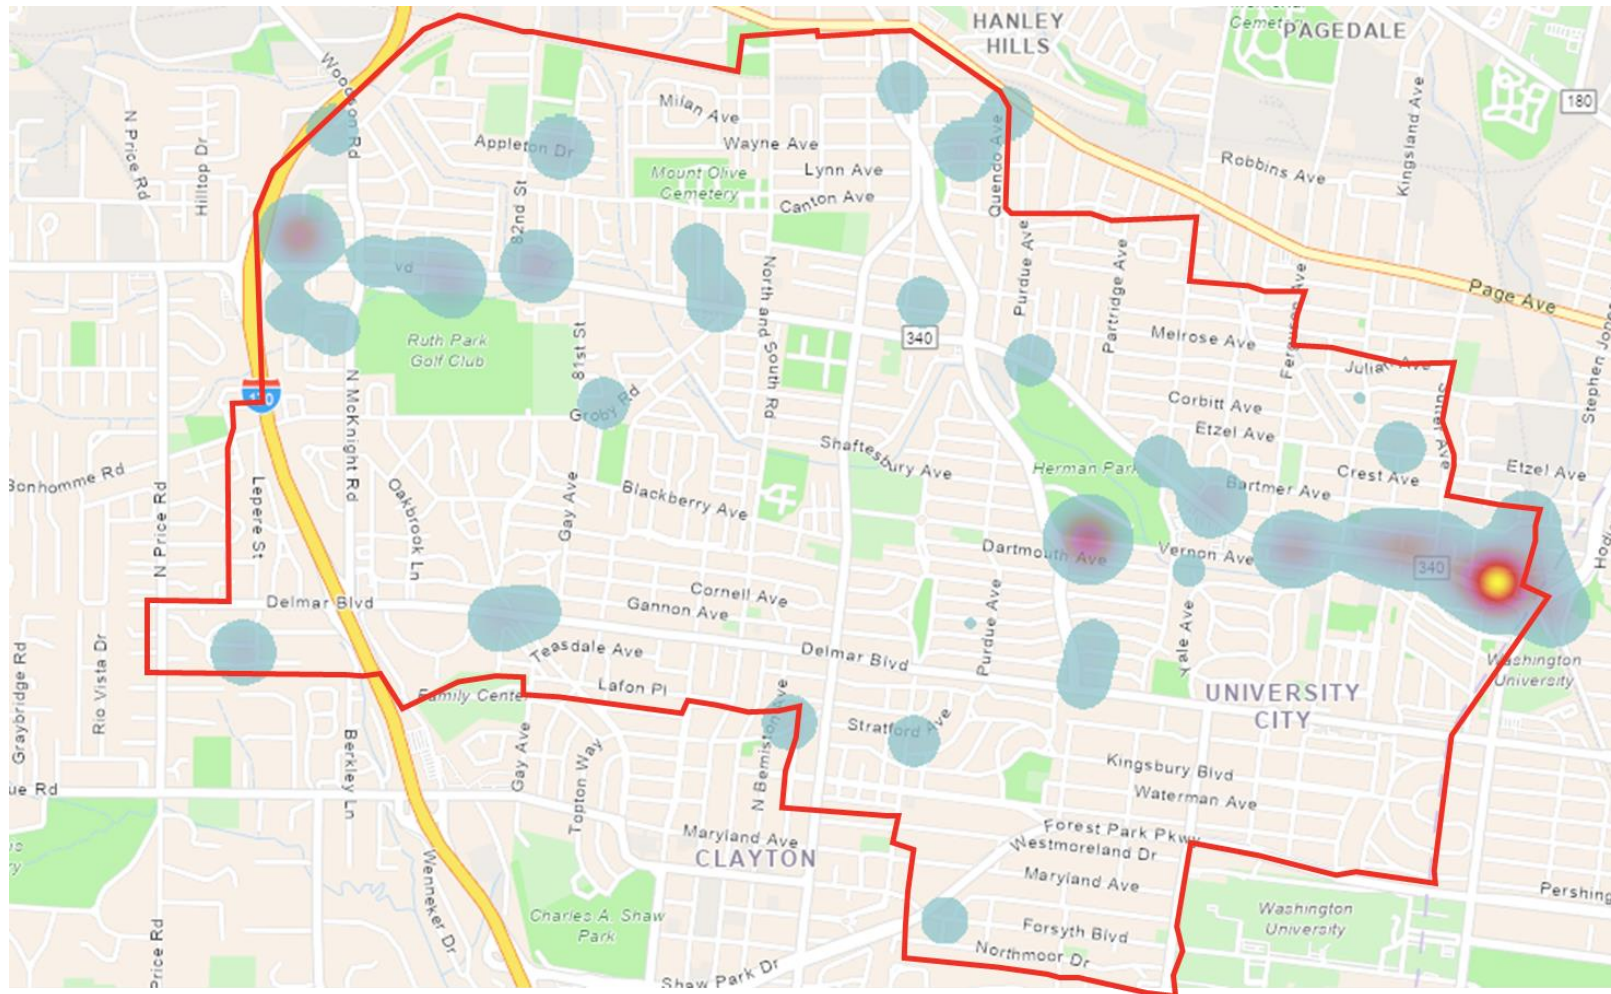 HANLEY
HILLS
Cemetery
PAGEDALE
180
Woodson Rd
N Price Rd
Hilltop Dr
Milan Ave
Appleton Dr
Wayne Ave
Lynn Ave
Mount Olive
Cemetery
Canton Ave
82nd St
Quendo Ave
Robbins Ave
Kingsland Ave
Purdue Ave
Partridge Ave
Page Ave
vd
North and South Rd
Ruth Park
Golf Club
340
Melrose Ave
Ferguson Ave
Julian Ave
81st St
Groby Rd
N McKnight Rd
Corbitt Ave
Etzel Ave
Shaftesbury Ave
Herman Park
Crest Ave
Etzel Ave
Bartmer Ave
Bonhomme Rd
N Price Rd
Lepere St
Oakbrook Ln
Gay Ave
Blackberry Ave
Dartmouth Ave
Vernon Ave
340
Delmar Blvd
Cornell Ave
Gannon Ave
Teasdale Ave
Delmar Blvd
Purdue Ave
Yale Ave
Washington
University
Graybridge Rd
Rio Vista Dr
Family Center
Lafon Pl
UNIVERSITY
CITY
Stratford Ave
N Bemiston Ave
Berkley Ln
Gay Ave
Topton Way
Kingsbury Blvd
Waterman Ave
ue Rd
Maryland Ave
CLAYTON
Forest Park Pkwy
Westmoreland Dr
Maryland Ave
Pershing
Wenneker Dr
Charles A. Shaw
Park
Washington
University
Forsyth Blvd
Northmoor Dr
Price Rd
Shaw Park Dr